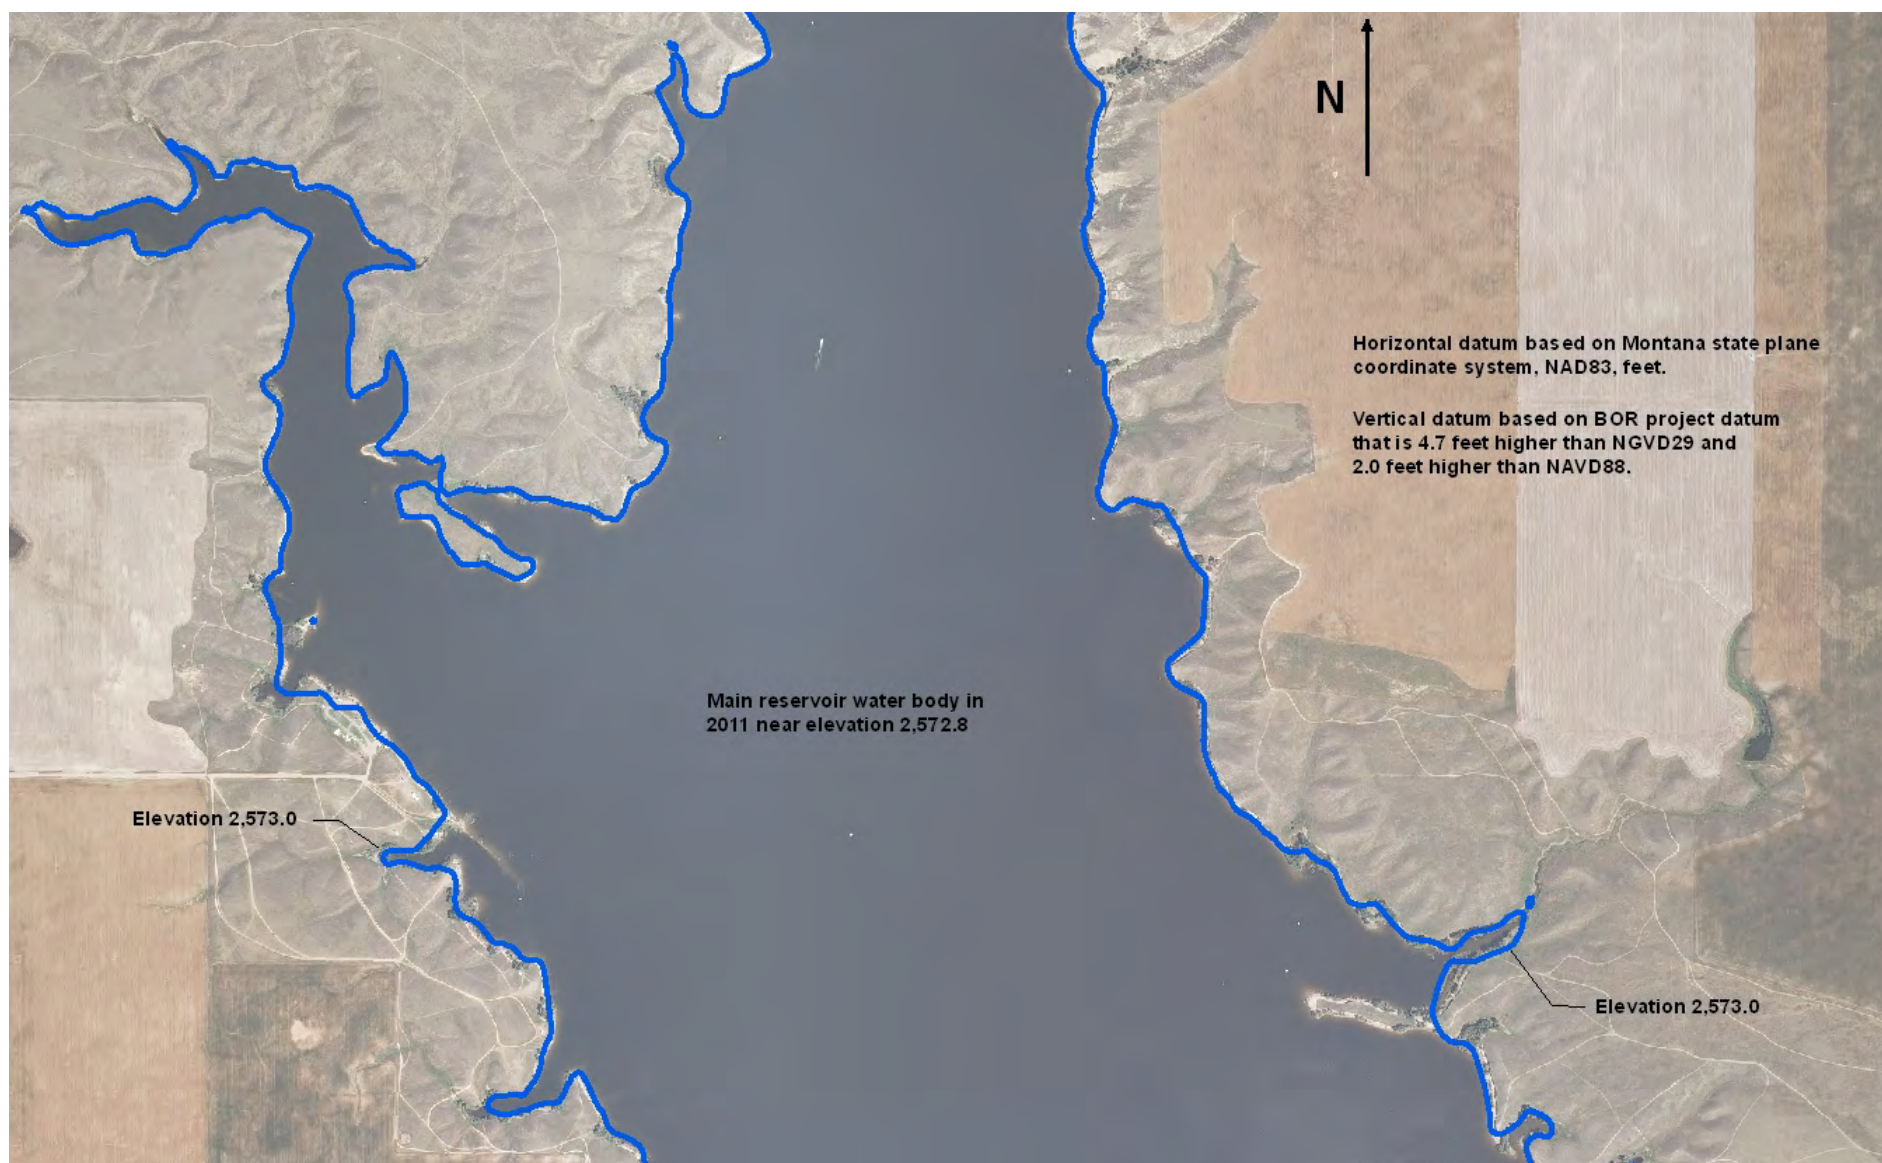 N
Horizontal datum based on Montana state plane
coordinate system, NAD83, feet.
Vertical datum based on BOR project datum
that is 4.7 feet higher than NGVD29 and
2.0 feet higher than NAVD88.
Main reservoir water body in
2011 near elevation 2,572.8
Elevation 2,573.0
Elevation 2,573.0